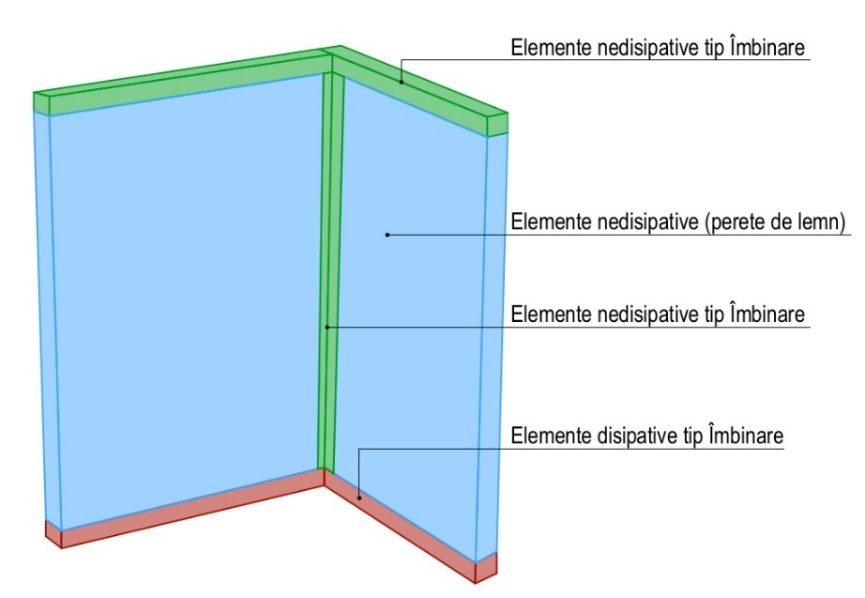 Elemente nedisipative tip Îmbinare
Elemente nedisipative (perete de lemn)
Elemente nedisipative tip Îmbinare
Elemente disipative tip Îmbinare